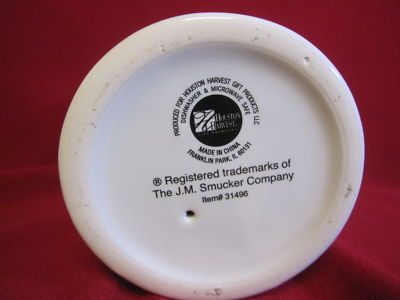 PRODUCED FOR HOUSTON HARVEST GIFT PRODUCTS LLC
DISHWASHER & MICROWAVE SAFE
HOUSTON
HARVEST
MADE IN CHINA
FRANKLIN PARK, IL 60131
® Registered trademarks of
The J.M. Smucker Company
Item# 31496